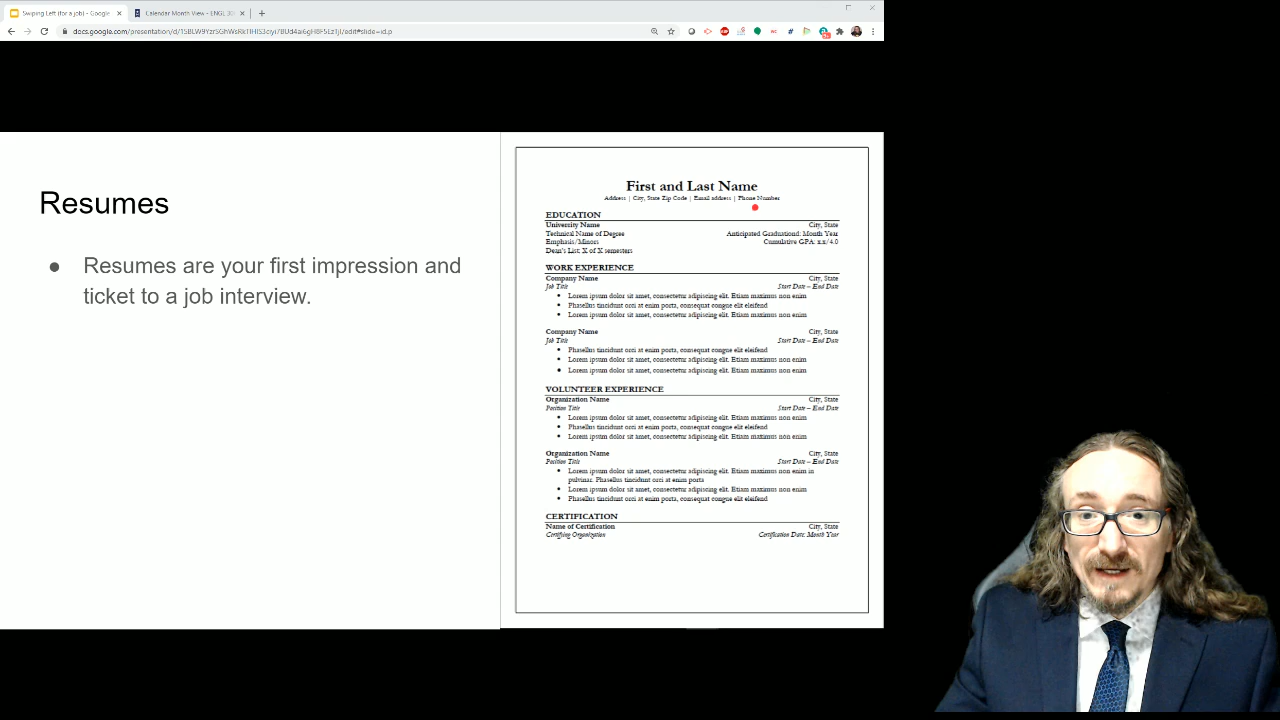 Swiping Left (for a job) - Google
Calendar Month View - ENGL 30
Resumes
● Resumes are your first impression and
ticket to a job interview.
First and Last Name
Address | City, State Zip Code | Email address | Phone Number
EDUCATION
University Name City, State
Technical Name of Degree Anticipated Graduationd: Month Year
Emphasis/Minors Cumulative GPA: x.x/4.0
Dean's List: X of X semesters
WORK EXPERIENCE
Company Name City, State
Job Title Start Date – End Date
• Lorem ipsum dolor sit amet, consectetur adipiscing elit. Etiam maximus non enim
• Phasellus tincidunt orci at enim porta, consequat congue elit eleifend
• Lorem ipsum dolor sit amet, consectetur adipiscing elit. Etiam maximus non enim
Company Name City, State
Job Title Start Date – End Date
• Phasellus tincidunt orci at enim porta, consequat congue elit eleifend
• Lorem ipsum dolor sit amet, consectetur adipiscing elit. Etiam maximus non enim
• Lorem ipsum dolor sit amet, consectetur adipiscing elit. Etiam maximus non enim
VOLUNTEER EXPERIENCE
Organization Name City, State
Position Title Start Date – End Date
• Lorem ipsum dolor sit amet, consectetur adipiscing elit. Etiam maximus non enim
• Phasellus tincidunt orci at enim porta, consequat congue elit eleifend
• Lorem ipsum dolor sit amet, consectetur adipiscing elit. Etiam maximus non enim
Organization Name City, State
Position Title Start Date – End Date
• Lorem ipsum dolor sit amet, consectetur adipiscing elit. Etiam maximus non enim in
pulvinar. Phasellus tincidunt orci at enim porta
• Lorem ipsum dolor sit amet, consectetur adipiscing elit. Etiam maximus non enim
• Phasellus tincidunt orci at enim porta, consequat congue elit eleifend
CERTIFICATION
Name of Certification City, State
Certifying Organization Certification Date: Month Year